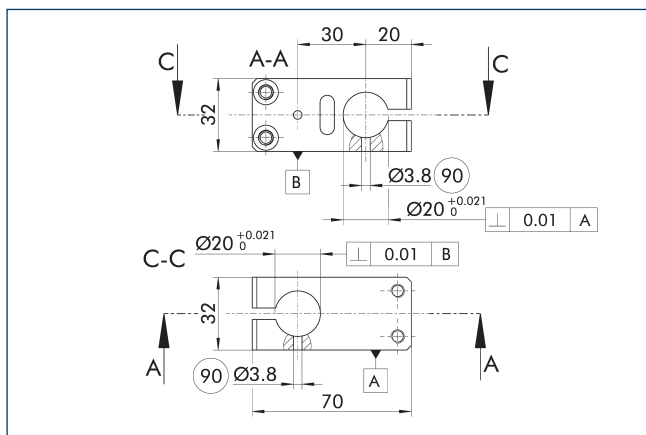 30 20
C A-A C
32
B Ø3.8 90
Ø20 +0.021 0 ⊥ 0.01 A
C-C Ø20 +0.021 0 ⊥ 0.01 B
32
A A
90 Ø3.8 A
70